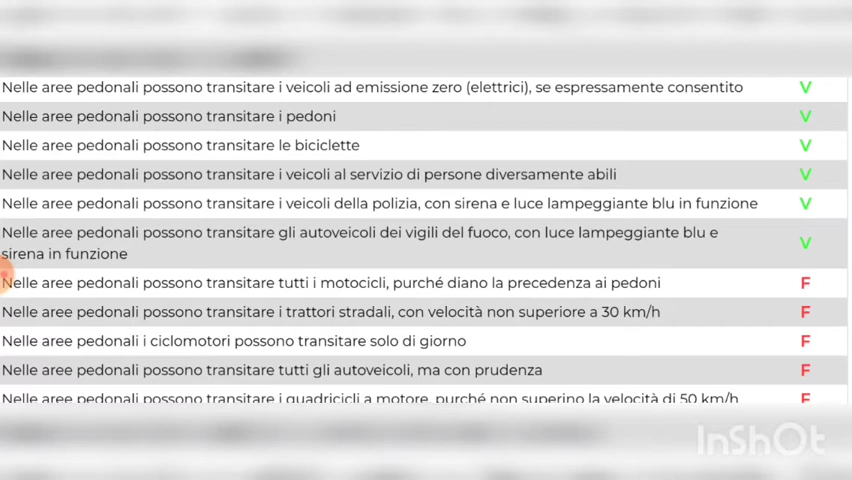 Nelle aree pedonali possono transitare i veicoli ad emissione zero (elettrici), se espressamente consentito V
Nelle aree pedonali possono transitare i pedoni V
Nelle aree pedonali possono transitare le biciclette V
Nelle aree pedonali possono transitare i veicoli al servizio di persone diversamente abili V
Nelle aree pedonali possono transitare i veicoli della polizia, con sirena e luce lampeggiante blu in funzione V
Nelle aree pedonali possono transitare gli autoveicoli dei vigili del fuoco, con luce lampeggiante blu e
sirena in funzione V
Nelle aree pedonali possono transitare tutti i motocicli, purché diano la precedenza ai pedoni F
Nelle aree pedonali possono transitare i trattori stradali, con velocità non superiore a 30 km/h F
Nelle aree pedonali i ciclomotori possono transitare solo di giorno F
Nelle aree pedonali possono transitare tutti gli autoveicoli, ma con prudenza F
Nelle aree pedonali possono transitare i quadricicli a motore, purché non superino la velocità di 50 km/h F
InShOt